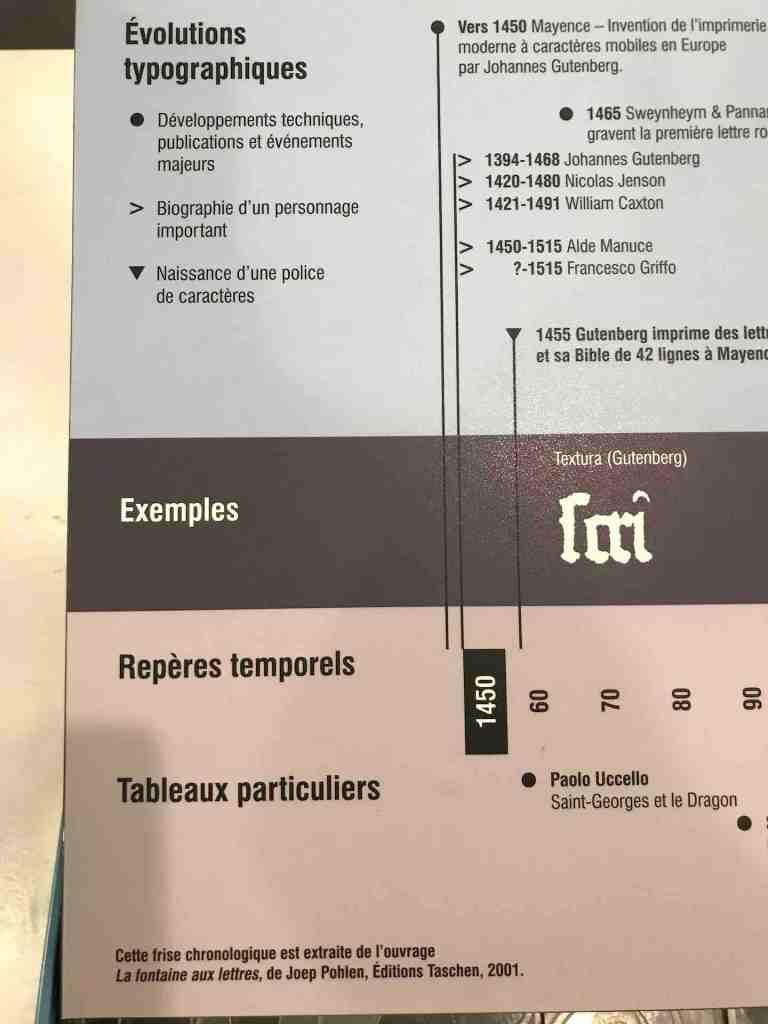 Évolutions
typographiques
Développements techniques,
publications et événements
majeurs
> Biographie d'un personnage
important
▼ Naissance d'une police
de caractères
Vers 1450 Mayence – Invention de l'imprimerie
moderne à caractères mobiles en Europe
par Johannes Gutenberg.
1465 Sweynheym & Pannar
gravent la première lettre ro
> 1394-1468 Johannes Gutenberg
> 1420-1480 Nicolas Jenson
> 1421-1491 William Caxton
> 1450-1515 Alde Manuce
> ?-1515 Francesco Griffo
1455 Gutenberg imprime des lettr
et sa Bible de 42 lignes à Mayenc
Exemples
Textura (Gutenberg)
Repères temporels
1450 60 70 80 90
Tableaux particuliers
Paolo Uccello
Saint-Georges et le Dragon
Cette frise chronologique est extraite de l'ouvrage
La fontaine aux lettres, de Joep Pohlen, Éditions Taschen, 2001.